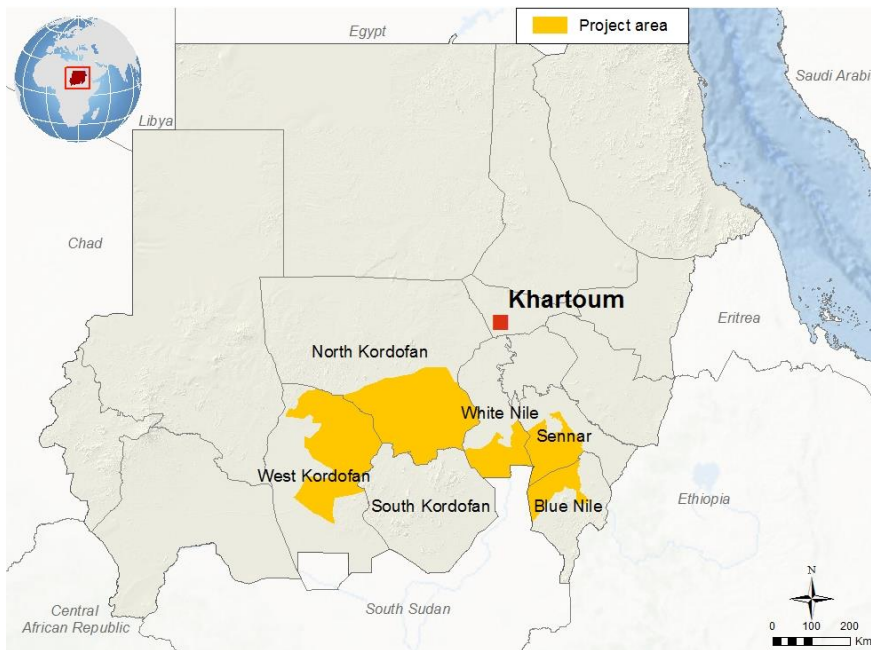 Project area
Egypt
Saudi Arabi
Libya
Chad
Khartoum
Eritrea
North Kordofan
White Nile
Sennar
West Kordofan
South Kordofan
Blue Nile
Ethiopia
Central
African Republic
South Sudan
N
0 100 200
Km